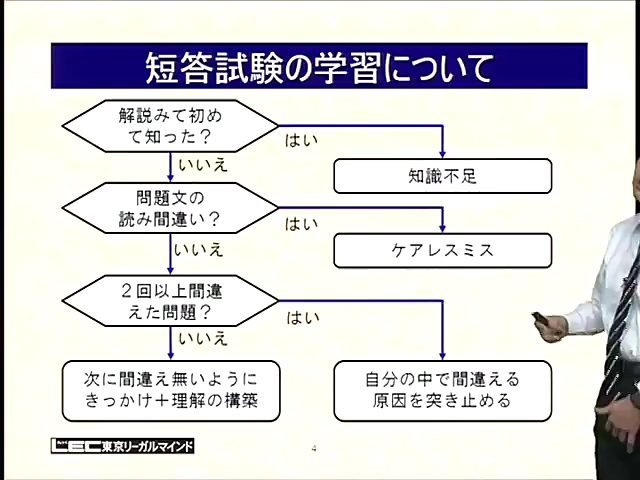 短答試験の学習について
解説みて初め
て知った？
はい
いいえ
知識不足
問題文の
読み間違い？
はい
いいえ
ケアレスミス
２回以上間違
えた問題？
はい
いいえ
次に間違え無いように
きっかけ＋理解の構築
自分の中で間違える
原因を突き止める
LEC東京リーガルマインド
4